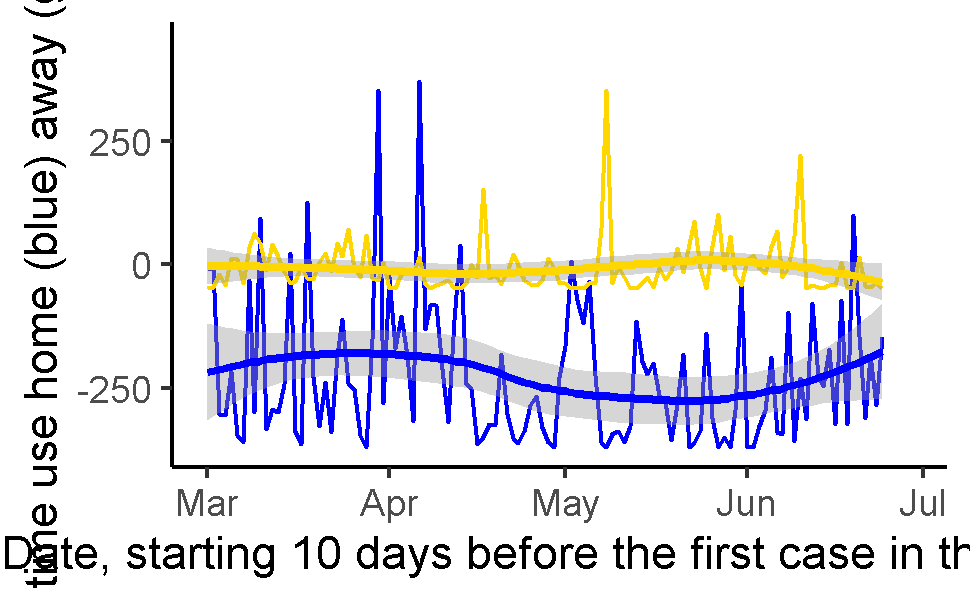 time use home (blue) away (
250
0
-250
Mar Apr May Jun Jul
Date, starting 10 days before the first case in th